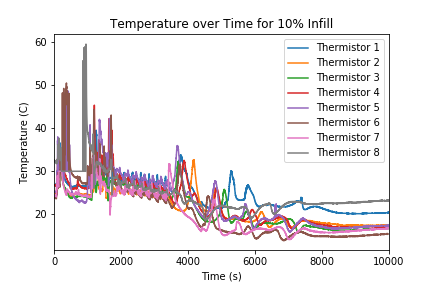 Temperature over Time for 10% Infill
60
50
40
30
20
Temperature (C)
0
2000
4000
6000
8000
10000
Time (s)
Thermistor 1
Thermistor 2
Thermistor 3
Thermistor 4
Thermistor 5
Thermistor 6
Thermistor 7
Thermistor 8